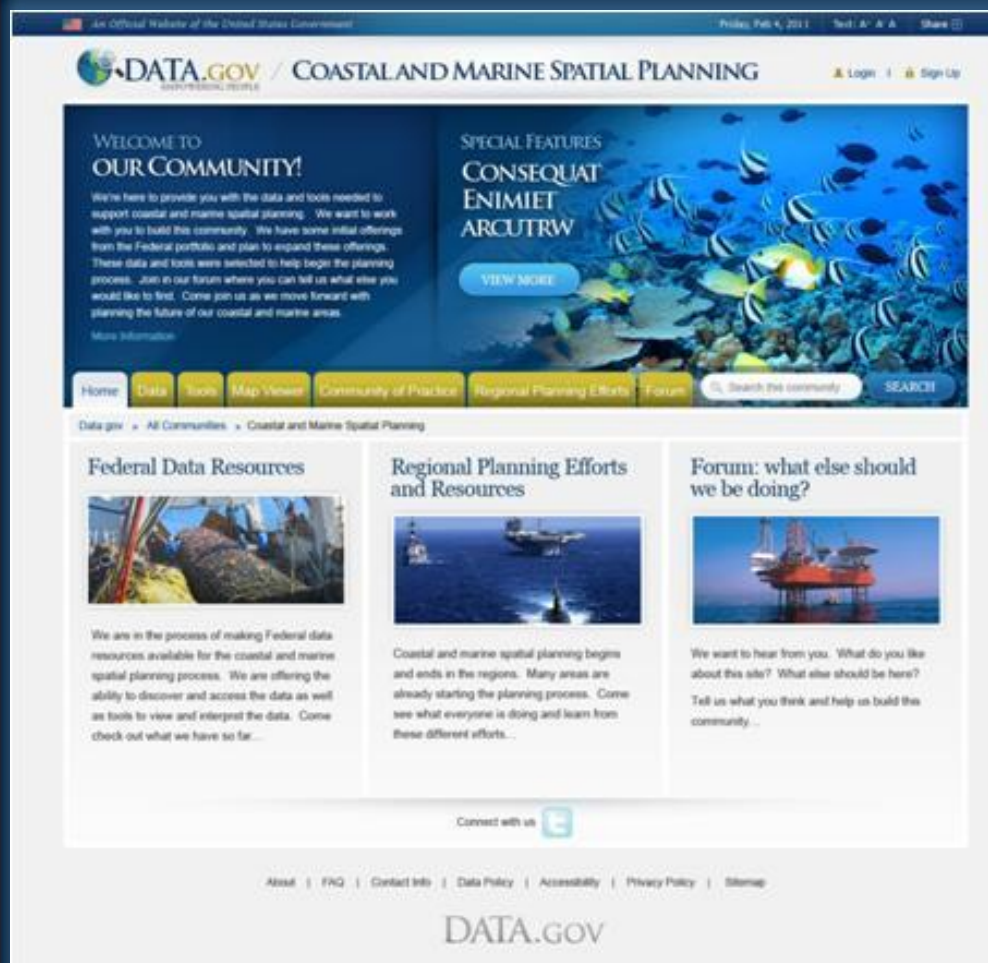 An Official Website of the United States Government
Friday, Feb 4, 2011
Text: A+ A- A
Share
DATA.GOV / COASTAL AND MARINE SPATIAL PLANNING
EMPOWERING PEOPLE
Login | Sign Up
WELCOME TO
OUR COMMUNITY!
We're here to provide you with the data and tools needed to
support coastal and marine spatial planning. We want to work
with you to build this community. We have some initial offerings
from the Federal portfolio and plan to expand these offerings.
These data and tools were selected to help begin the planning
process. Join in our forum where you can tell us what else you
would like to find. Come join us as we move forward with
planning the future of our coastal and marine areas.
More Information
SPECIAL FEATURES
CONSEQUAT
ENIMIET
ARCUTRW
VIEW MORE
Home
Data
Tools
Map Viewer
Community of Practice
Regional Planning Efforts
Forum
Search this community
SEARCH
Data.gov » All Communities » Coastal and Marine Spatial Planning
Federal Data Resources
We are in the process of making Federal data
resources available for the coastal and marine
spatial planning process. We are offering the
ability to discover and access the data as well
as tools to view and interpret the data. Come
check out what we have so far...
Regional Planning Efforts
and Resources
Coastal and marine spatial planning begins
and ends in the regions. Many areas are
already starting the planning process. Come
see what everyone is doing and learn from
these different efforts...
Forum: what else should
we be doing?
We want to hear from you. What do you like
about this site? What else should be here?
Tell us what you think and help us build this
community...
Connect with us
About | FAQ | Contact Info | Data Policy | Accessibility | Privacy Policy | Sitemap
DATA.GOV